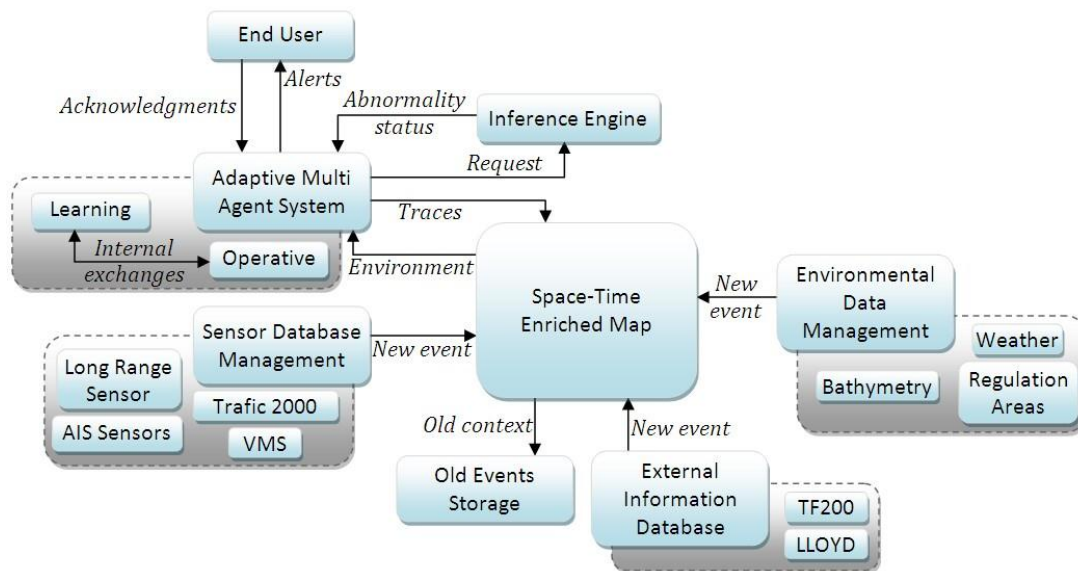 End User
Alerts
Acknowledgments
Abnormality
status
Inference Engine
Request
Adaptive Multi
Agent System
Traces
Learning
Internal
exchanges
Operative
Environment
Space-Time
Enriched Map
New
event
Environmental
Data
Management
Weather
Bathymetry
Regulation
Areas
Sensor Database
Management
New event
Long Range
Sensor
Trafic 2000
AIS Sensors
VMS
Old context
New event
Old Events
Storage
External
Information
Database
TF200
LLOYD